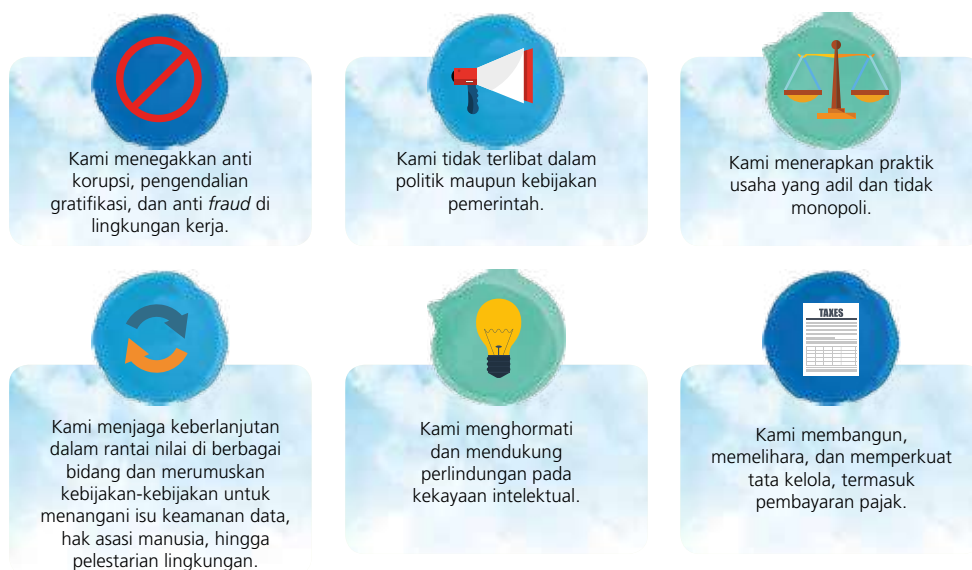 Kami menegakkan anti
korupsi, pengendalian
gratifikasi, dan anti fraud di
lingkungan kerja.
Kami tidak terlibat dalam
politik maupun kebijakan
pemerintah.
Kami menerapkan praktik
usaha yang adil dan tidak
monopoli.
Kami menjaga keberlanjutan
dalam rantai nilai di berbagai
bidang dan merumuskan
kebijakan-kebijakan untuk
menangani isu keamanan data,
hak asasi manusia, hingga
pelestarian lingkungan.
Kami menghormati
dan mendukung
perlindungan pada
kekayaan intelektual.
TAXES
Kami membangun,
memelihara, dan memperkuat
tata kelola, termasuk
pembayaran pajak.